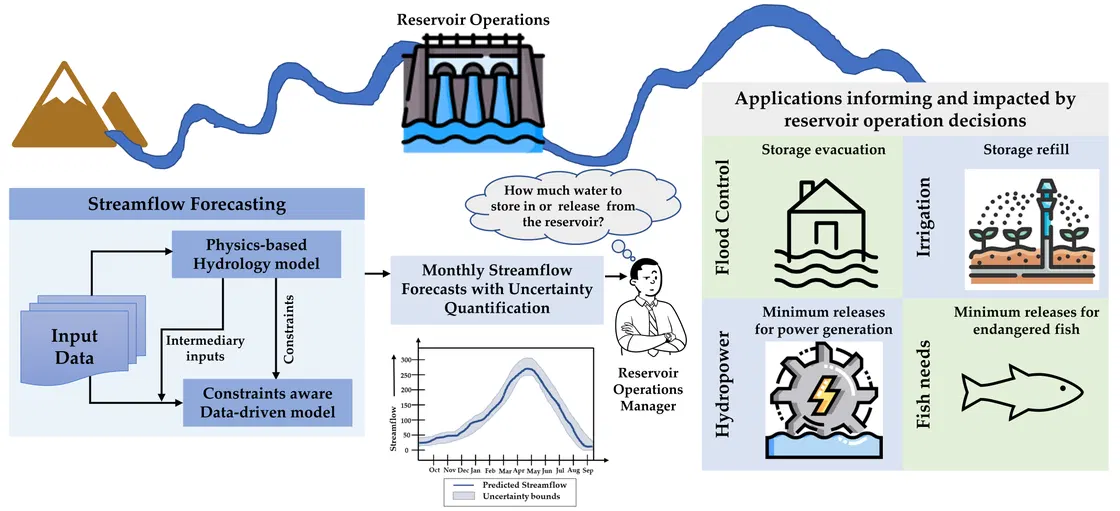 Reservoir Operations
Streamflow Forecasting
Physics-based
Hydrology model
Input
Data
Intermediary
inputs
Constraints
Constraints aware
Data-driven model
Monthly Streamflow
Forecasts with Uncertainty
Quantification
How much water to
store in or release from
the reservoir?
Reservoir
Operations
Manager
Streamflow
300
250
200
150
100
50
0
Oct Nov Dec Jan Feb Mar Apr May Jun Jul Aug Sep
Predicted Streamflow
Uncertainty bounds
Applications informing and impacted by
reservoir operation decisions
Flood Control
Storage evacuation
Irrigation
Storage refill
Hydropower
Minimum releases
for power generation
Fish needs
Minimum releases for
endangered fish